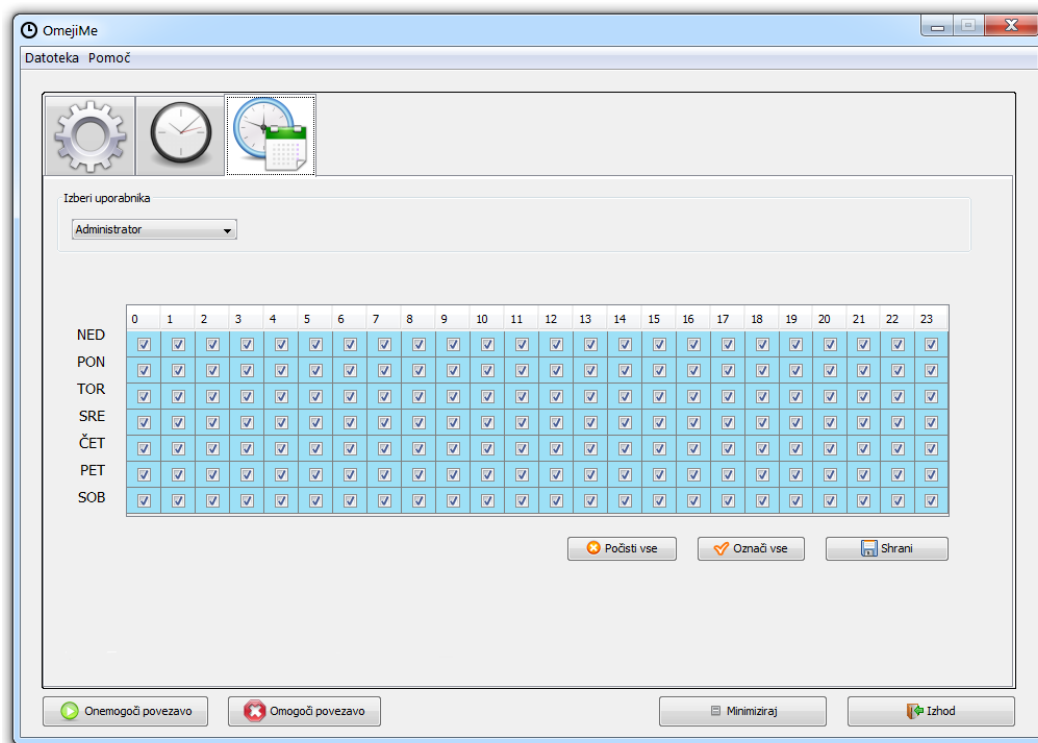 OmejiMe
Datoteka Pomoč
Izberi uporabnika
Administrator
0 1 2 3 4 5 6 7 8 9 10 11 12 13 14 15 16 17 18 19 20 21 22 23
NED
PON
TOR
SRE
ČET
PET
SOB
Počisti vse Označi vse Shrani
Onemogoči povezavo Omogoči povezavo Minimiziraj Izhod